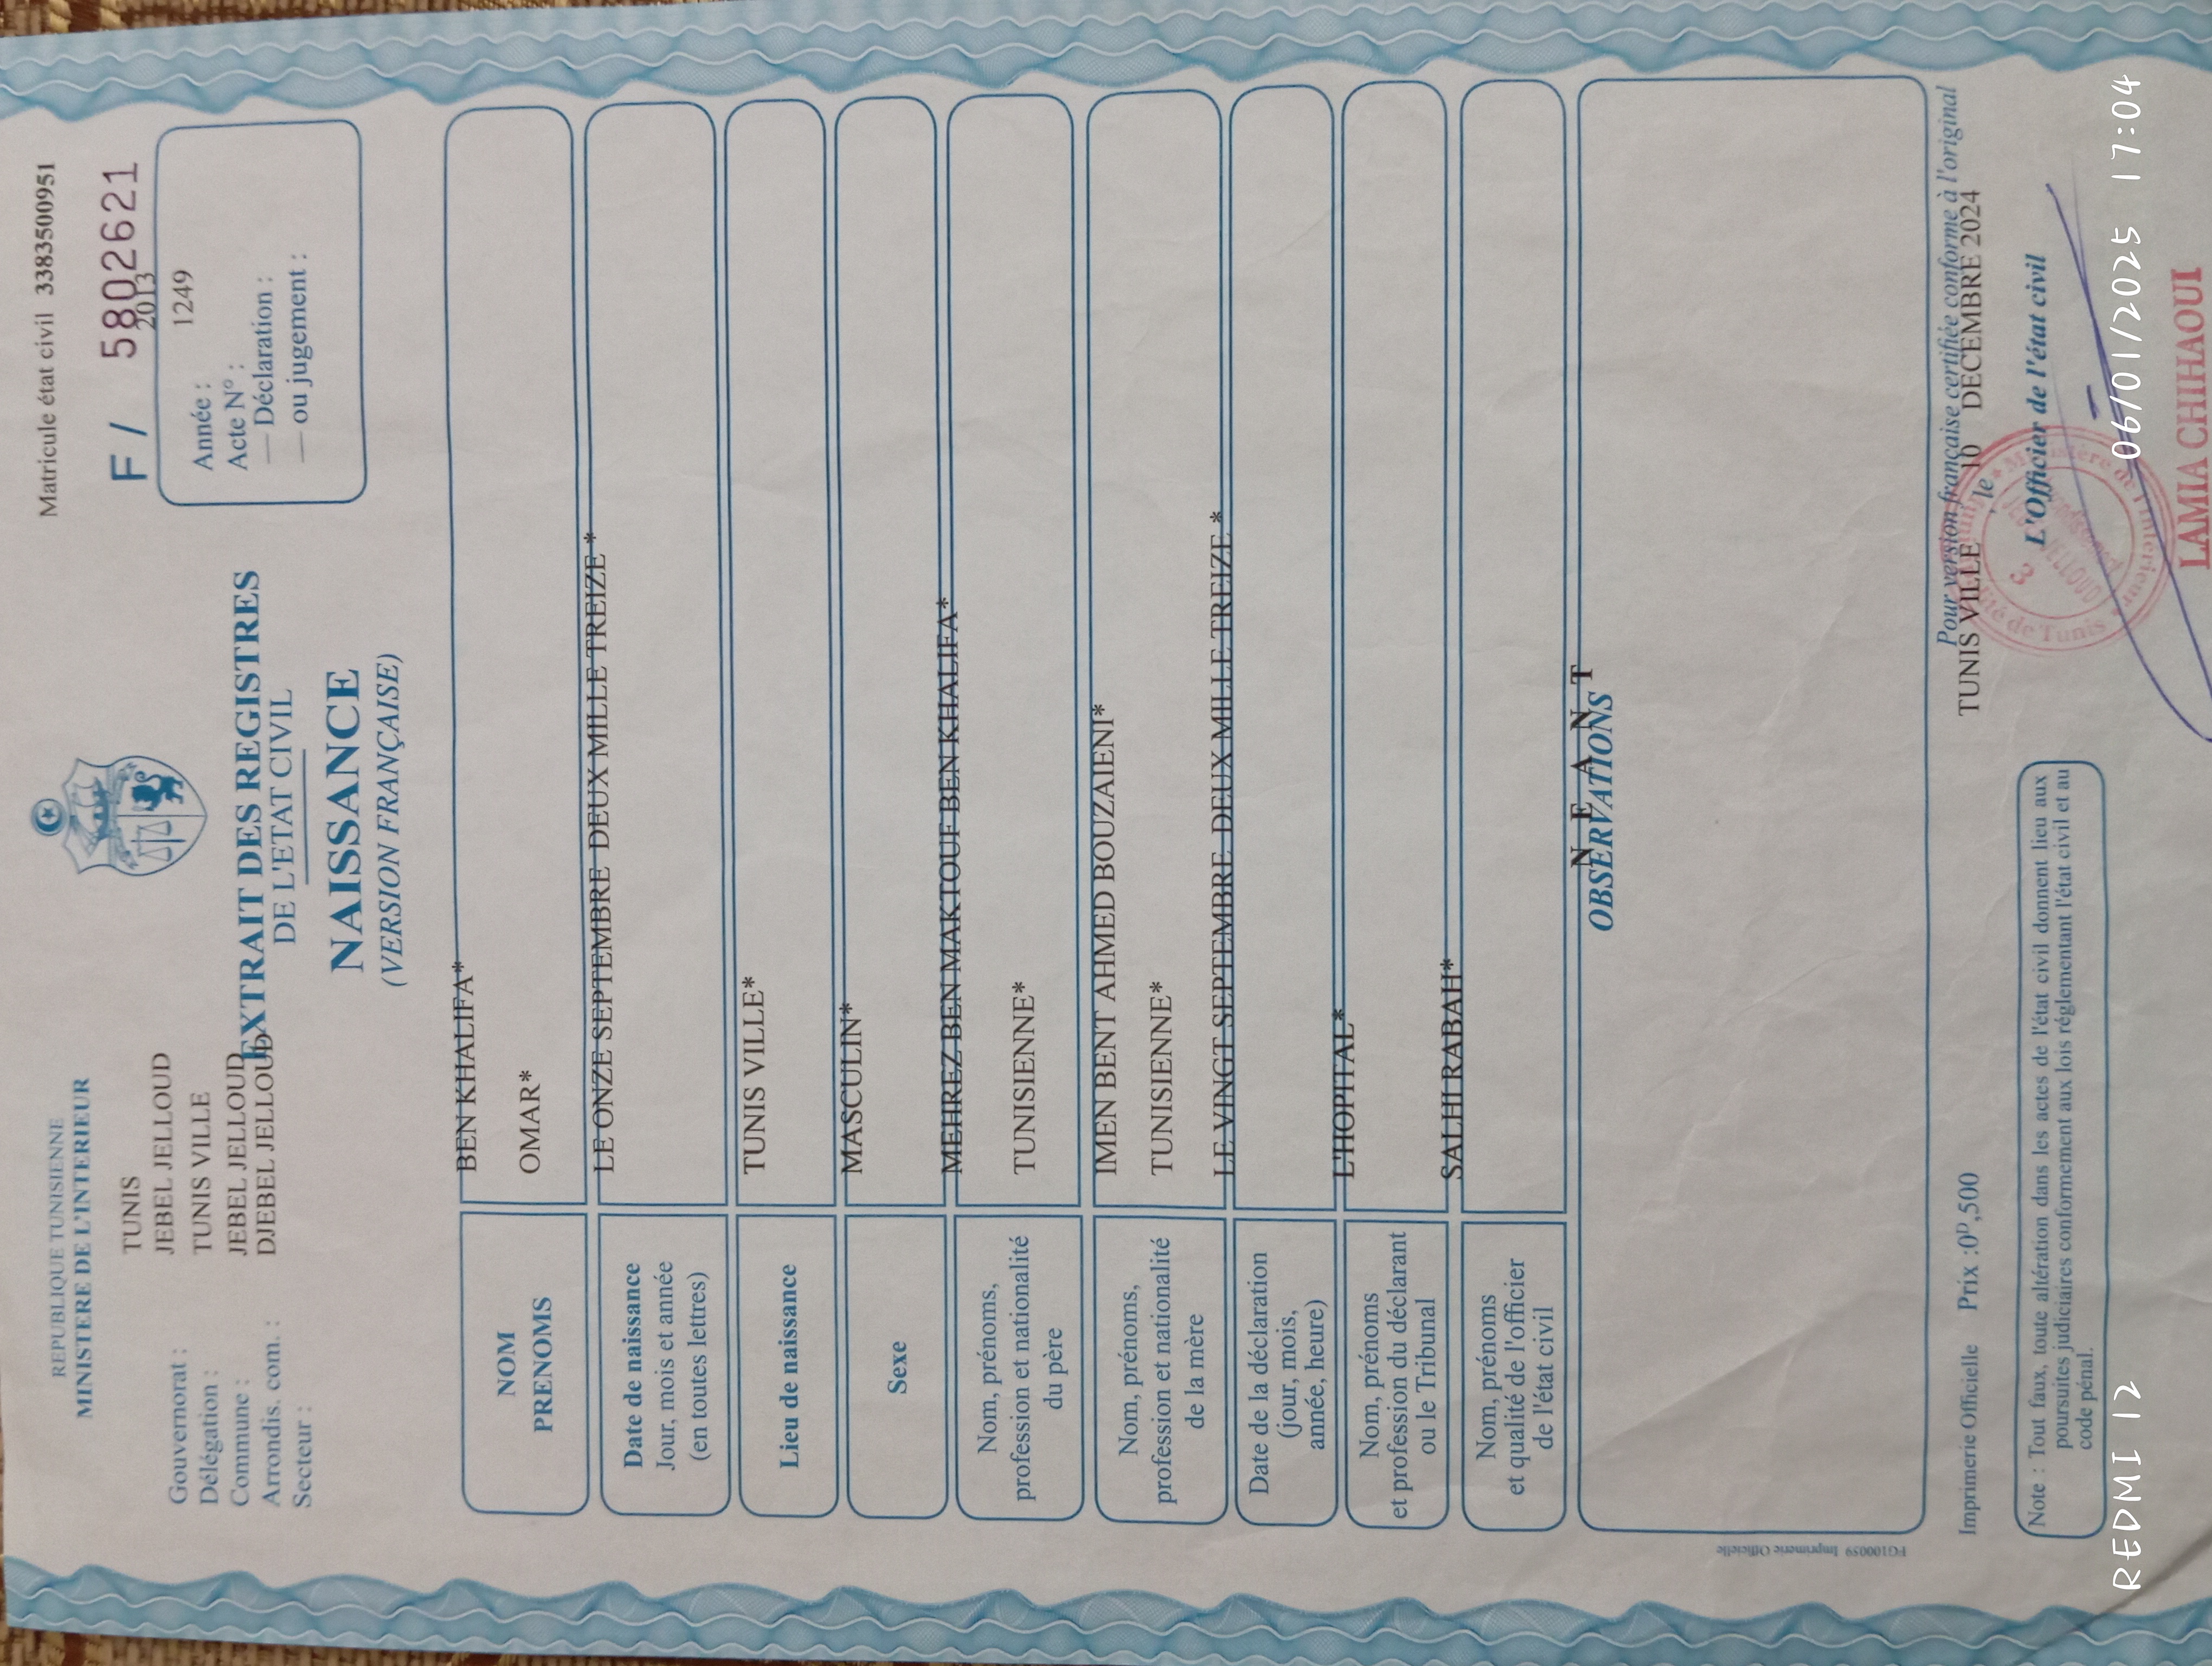 REPUBLIQUE TUNISIENNE
MINISTERE DE L'INTERIEUR
Matricule état civil 33835500951
F / 5802621
Gouvernorat : TUNIS
Délégation : JEBEL JELLOUD
Commune : TUNIS VILLE
Arrondis. com. : JEBEL JELLOUD
Secteur : DJEBEL JELLOUD
Année : 2013
Acte N° : 1249
— Déclaration :
— ou jugement :
EXTRAIT DES REGISTRES
DE L'ETAT CIVIL
NAISSANCE
(VERSION FRANÇAISE)
NOM BEN KHALIFA*
PRENOMS OMAR*
Date de naissance LE ONZE SEPTEMBRE DEUX MILLE TREIZE *
Jour, mois et année
(en toutes lettres)
Lieu de naissance TUNIS VILLE*
Sexe MASCULIN*
Nom, prénoms, MEHREZ BEN MAKTOUF BEN KHALIFA*
profession et nationalité TUNISIENNE*
du père
Nom, prénoms, IMEN BENT AHMED BOUZAIENI*
profession et nationalité TUNISIENNE*
de la mère
Date de la déclaration LE VINGT SEPTEMBRE DEUX MILLE TREIZE *
(jour, mois,
année, heure)
Nom, prénoms L'HOPITAL*
et profession du déclarant
ou le Tribunal
Nom, prénoms SALHI RABAH*
et qualité de l'officier
de l'état civil
N E A N T
OBSERVATIONS
FG100059 Imprimerie Officielle
Imprimerie Officielle Prix :0ᴰ,500
Pour version française certifiée conforme à l'original
TUNIS VILLE , le 10 DECEMBRE 2024
L'Officier de l'état civil
Note : Tout faux, toute altération dans les actes de l'état civil donnent lieu aux
poursuites judiciaires conformement aux lois réglementant l'état civil et au
code pénal.
LAMIA CHIHAOUI
REDMI 12
06/01/2025 17:04